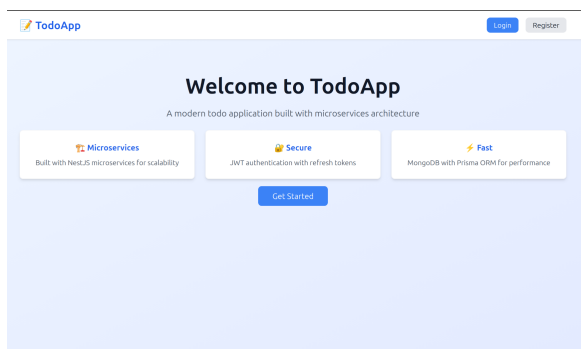 📝 TodoApp
Login Register
Welcome to TodoApp
A modern todo application built with microservices architecture
🏗️ Microservices
Built with NestJS microservices for scalability
🔐 Secure
JWT authentication with refresh tokens
⚡ Fast
MongoDB with Prisma ORM for performance
Get Started